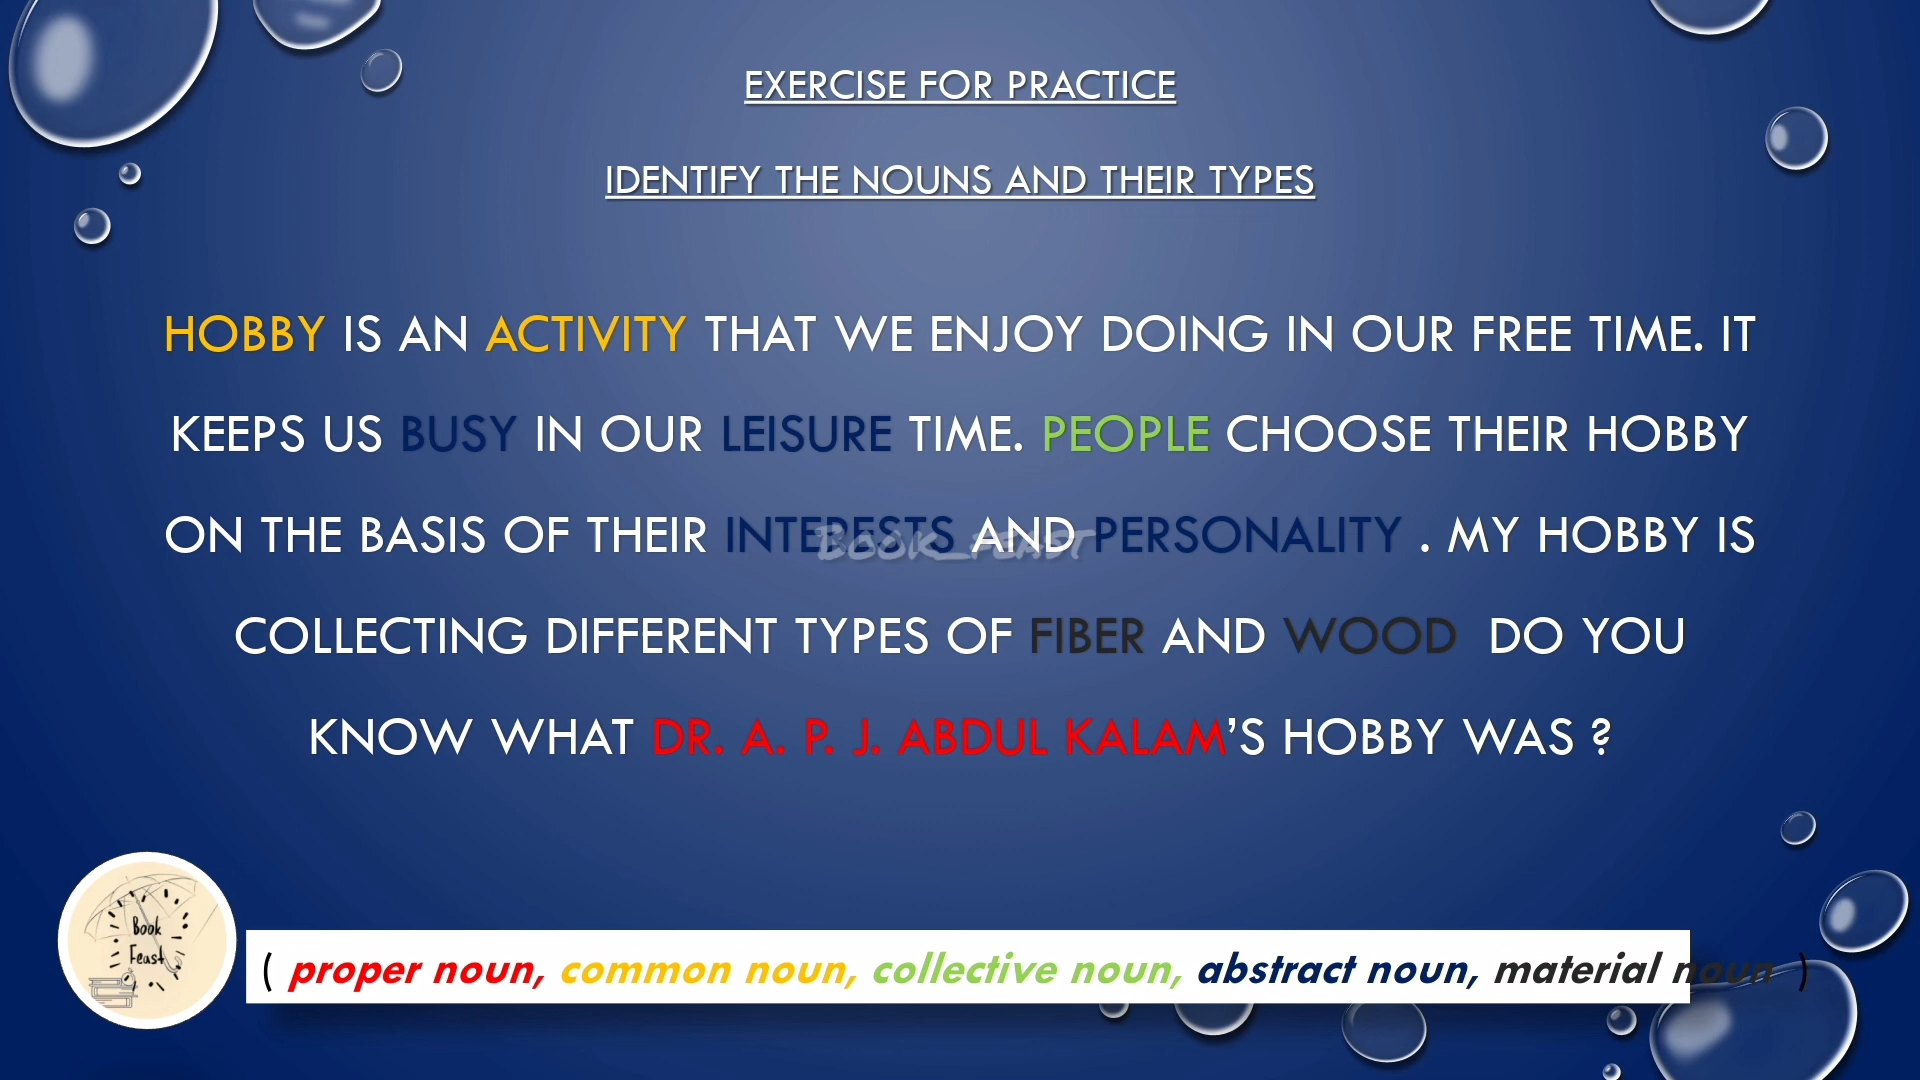 EXERCISE FOR PRACTICE
IDENTIFY THE NOUNS AND THEIR TYPES
HOBBY IS AN ACTIVITY THAT WE ENJOY DOING IN OUR FREE TIME. IT
KEEPS US BUSY IN OUR LEISURE TIME. PEOPLE CHOOSE THEIR HOBBY
ON THE BASIS OF THEIR INTERESTS AND PERSONALITY . MY HOBBY IS
BOOK_FEAST
COLLECTING DIFFERENT TYPES OF FIBER AND WOOD DO YOU
KNOW WHAT DR. A. P. J. ABDUL KALAM’S HOBBY WAS ?
Book
Feast
( proper noun, common noun, collective noun, abstract noun, material noun )